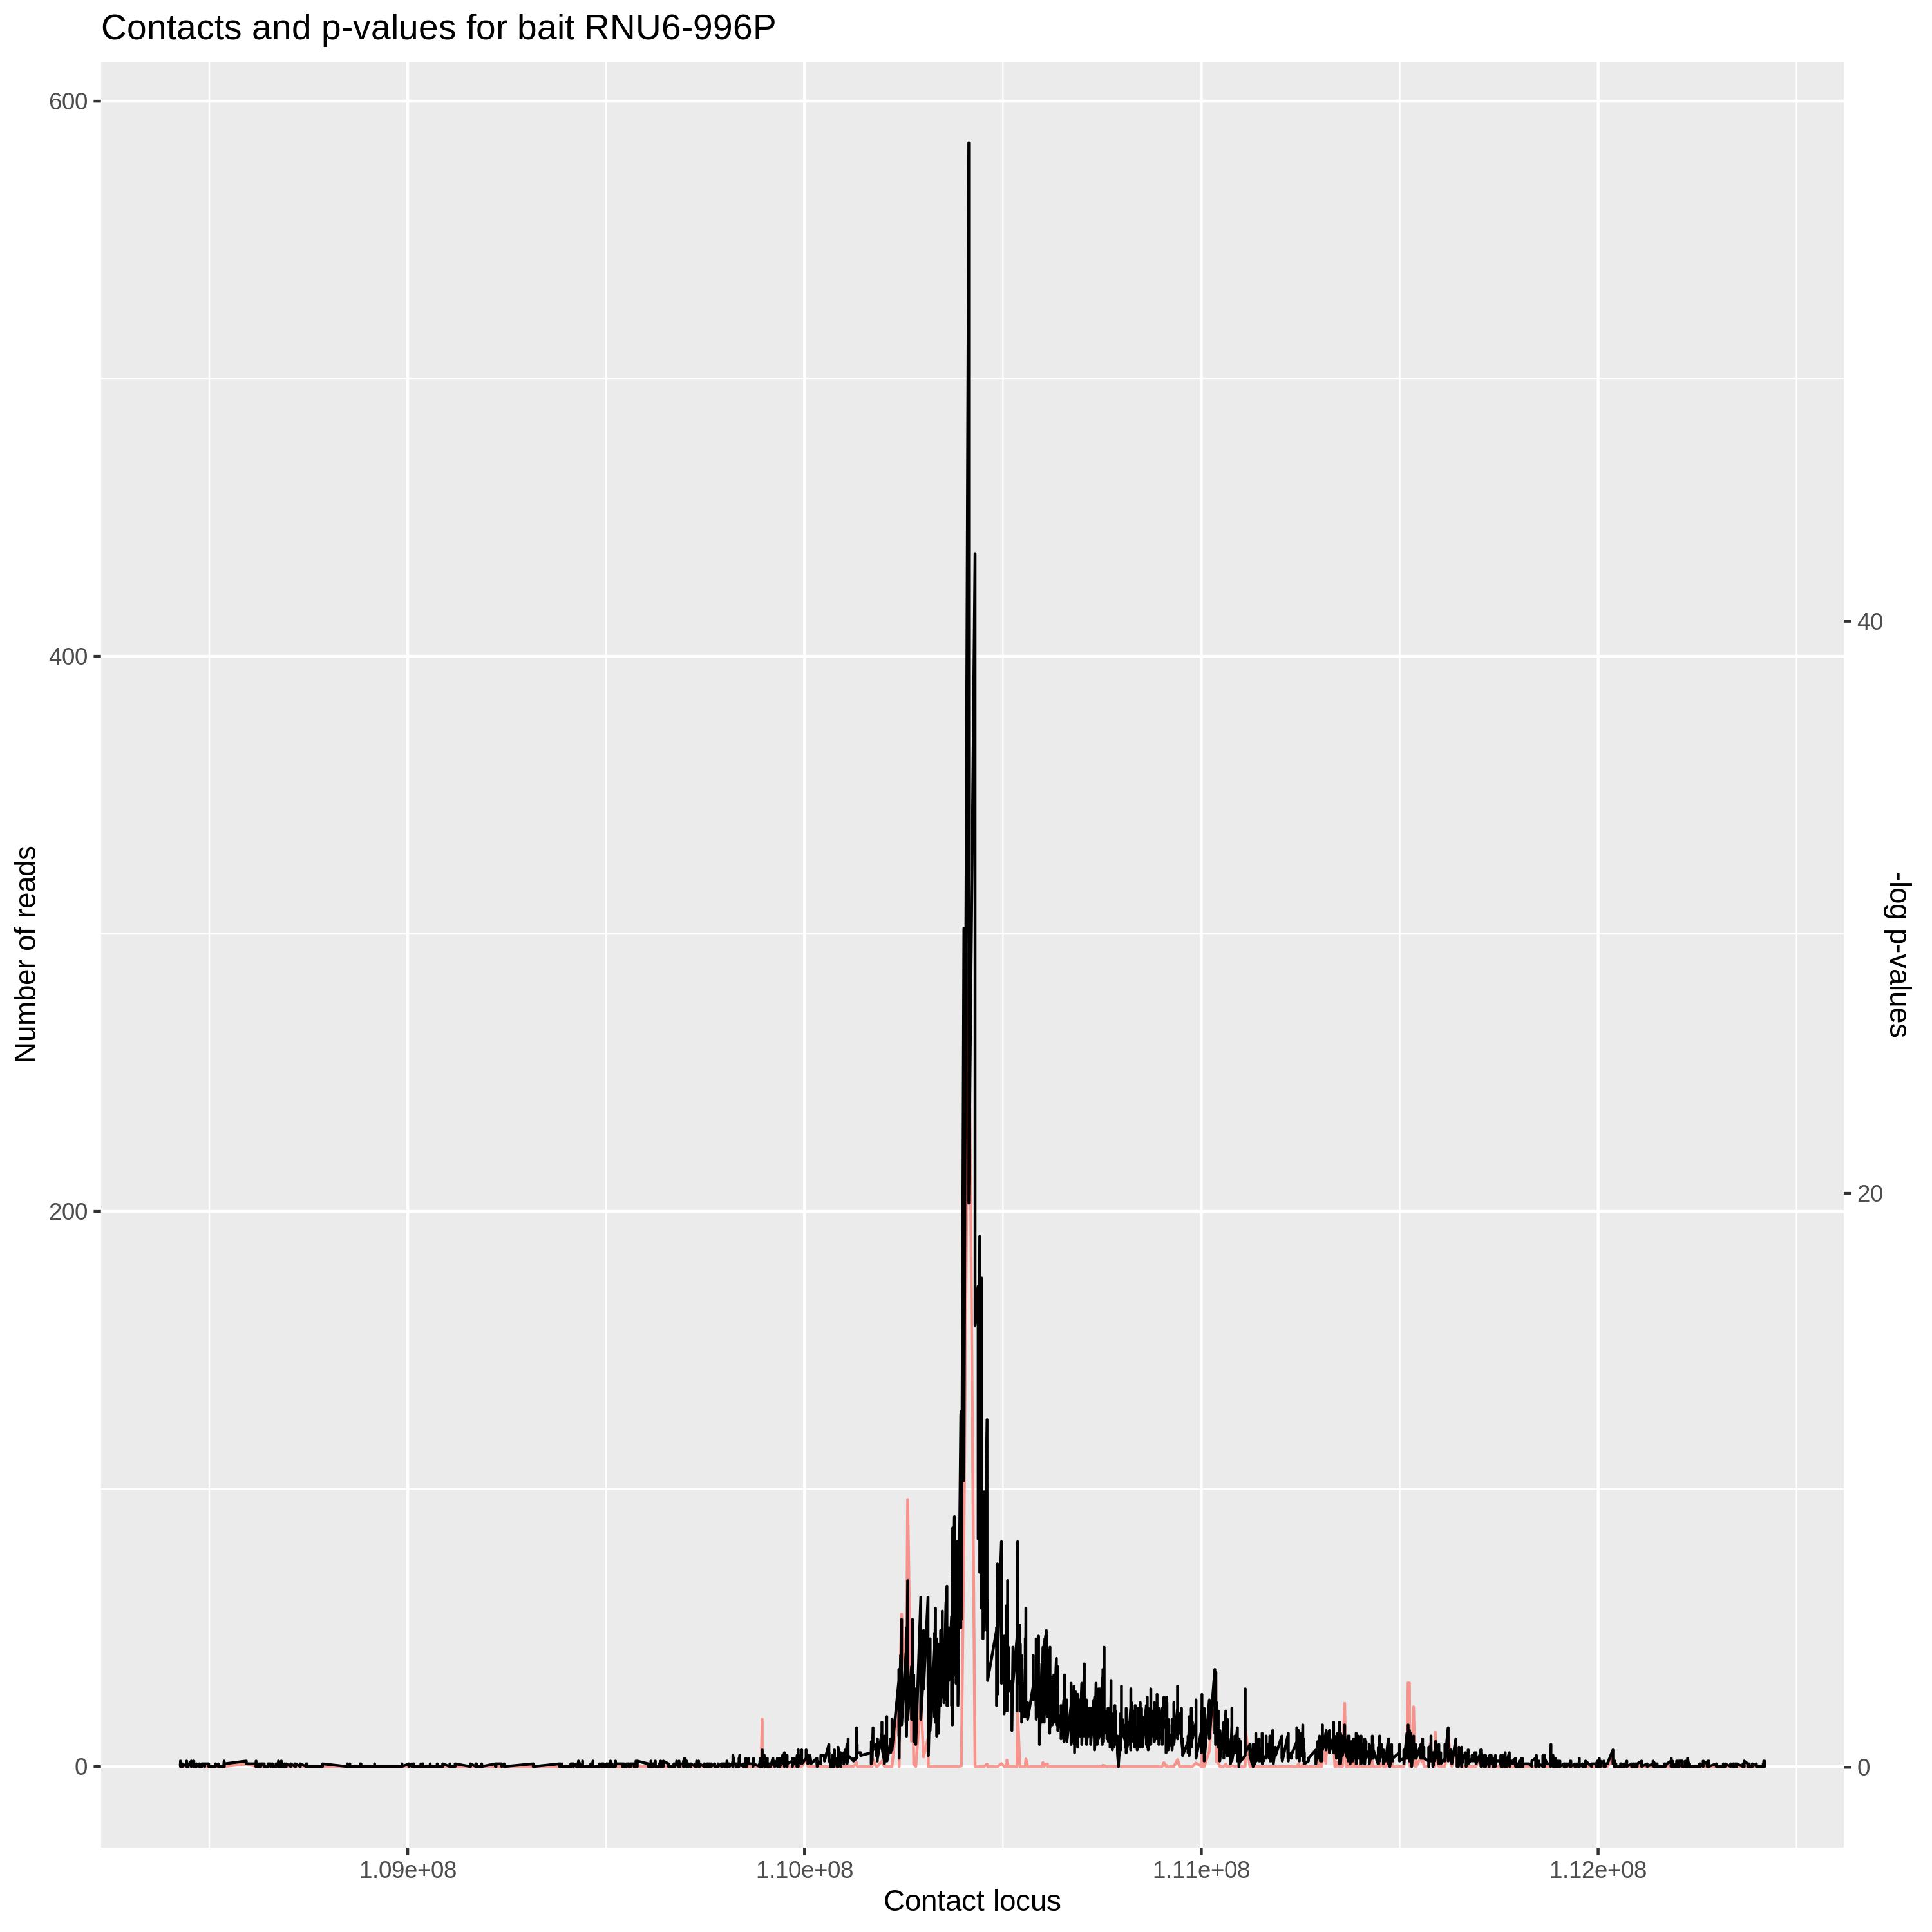 Contacts and p-values for bait RNU6-996P
600
400
200
0
Number of reads
40
20
0
-log p-values
1.09e+08
1.10e+08
1.11e+08
1.12e+08
Contact locus